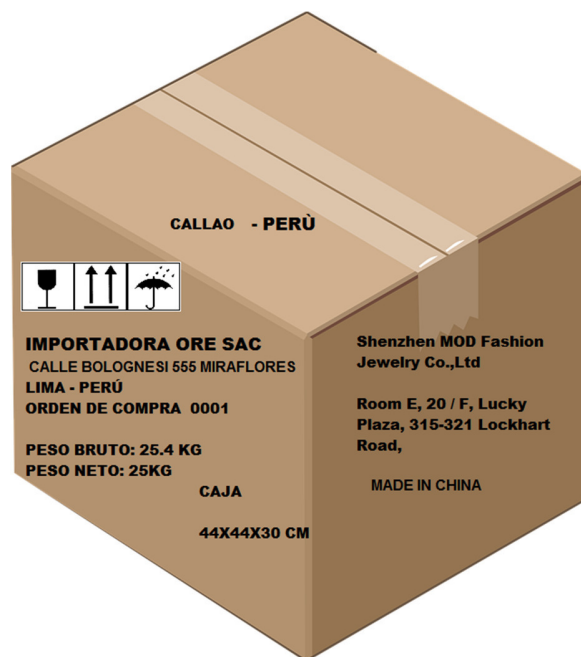 CALLAO - PERÙ
IMPORTADORA ORE SAC
CALLE BOLOGNESI 555 MIRAFLORES
LIMA - PERÚ
ORDEN DE COMPRA 0001
PESO BRUTO: 25.4 KG
PESO NETO: 25KG
CAJA
44X44X30 CM
Shenzhen MOD Fashion
Jewelry Co.,Ltd
Room E, 20 / F, Lucky
Plaza, 315-321 Lockhart
Road,
MADE IN CHINA